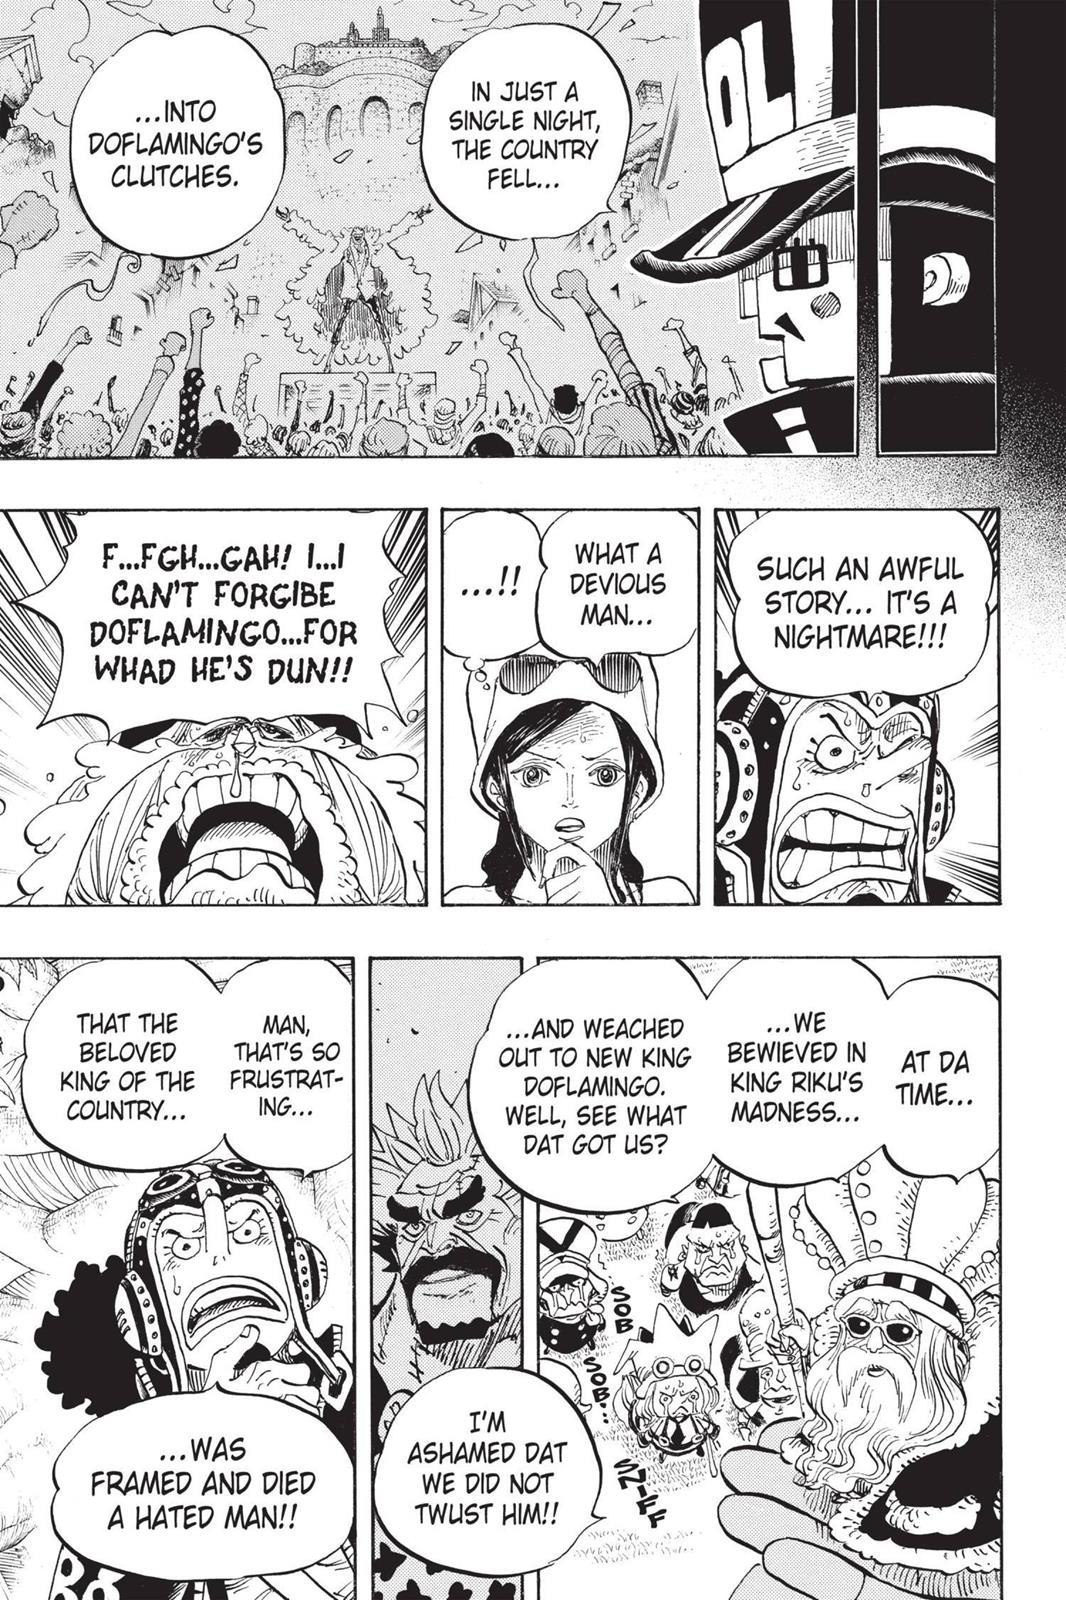 OLI
IN JUST A
SINGLE NIGHT,
THE COUNTRY
FELL...
...INTO
DOFLAMINGO'S
CLUTCHES.
SUCH AN AWFUL
STORY... IT'S A
NIGHTMARE!!!
WHAT A
DEVIOUS
MAN...
...!!
F...FGH...GAH! I...I
CAN'T FORGIBE
DOFLAMINGO...FOR
WHAD HE'S DUN!!
AT DA
TIME...
...WE
BEWIEVED IN
KING RIKU'S
MADNESS...
...AND WEACHED
OUT TO NEW KING
DOFLAMINGO.
WELL, SEE WHAT
DAT GOT US?
SOB
SOB...
SNIFF
I'M
ASHAMED DAT
WE DID NOT
TWUST HIM!!
MAN,
THAT'S SO
FRUSTRAT-
ING...
THAT THE
BELOVED
KING OF THE
COUNTRY...
...WAS
FRAMED AND DIED
A HATED MAN!!